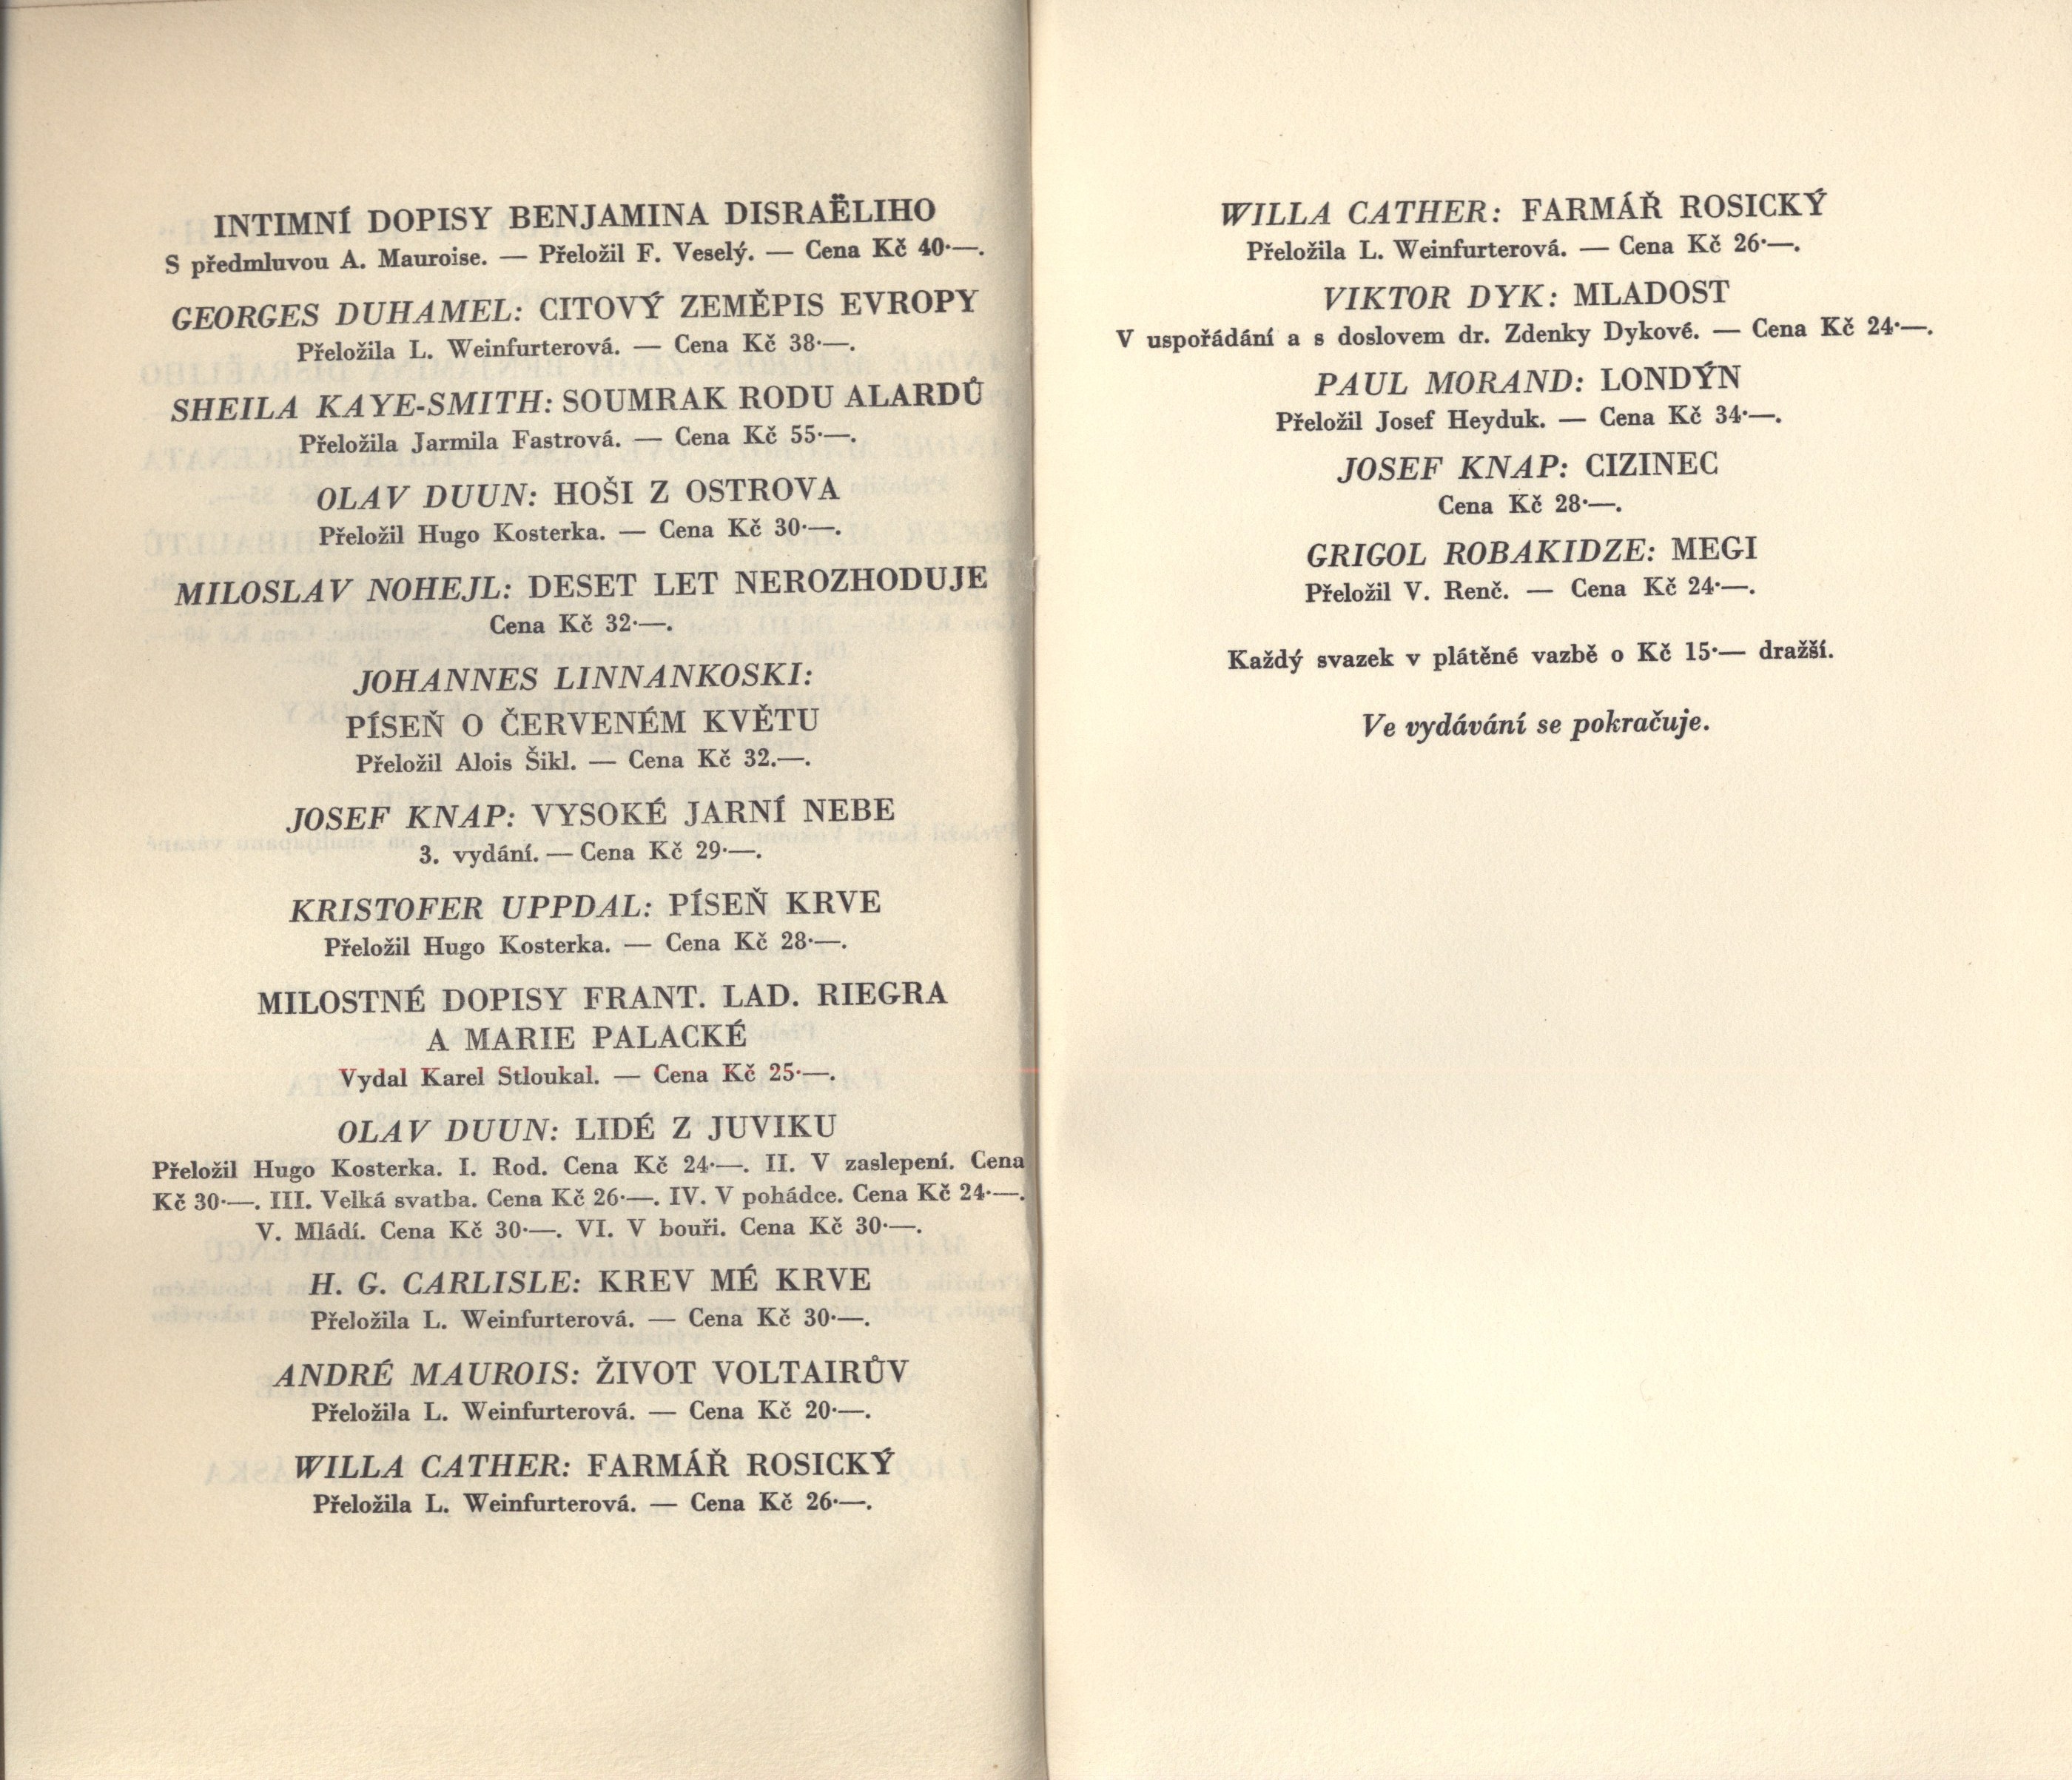 INTIMNÍ DOPISY BENJAMINA DISRAËLIHO
S předmluvou A. Mauroise. — Přeložil F. Veselý. — Cena Kč 40·—.
GEORGES DUHAMEL: CITOVÝ ZEMĚPIS EVROPY
Přeložila L. Weinfurterová. — Cena Kč 38·—.
SHEILA KAYE-SMITH: SOUMRAK RODU ALARDŮ
Přeložila Jarmila Fastrová. — Cena Kč 55·—.
OLAV DUUN: HOŠI Z OSTROVA
Přeložil Hugo Kosterka. — Cena Kč 30·—.
MILOSLAV NOHEJL: DESET LET NEROZHODUJE
Cena Kč 32·—.
JOHANNES LINNANKOSKI:
PÍSEŇ O ČERVENÉM KVĚTU
Přeložil Alois Šikl. — Cena Kč 32.—.
JOSEF KNAP: VYSOKÉ JARNÍ NEBE
3. vydání. — Cena Kč 29·—.
KRISTOFER UPPDAL: PÍSEŇ KRVE
Přeložil Hugo Kosterka. — Cena Kč 28·—.
MILOSTNÉ DOPISY FRANT. LAD. RIEGRA
A MARIE PALACKÉ
Vydal Karel Stloukal. — Cena Kč 25·—.
OLAV DUUN: LIDÉ Z JUVIKU
Přeložil Hugo Kosterka. I. Rod. Cena Kč 24·—. II. V zaslepení. Cena
Kč 30·—. III. Velká svatba. Cena Kč 26·—. IV. V pohádce. Cena Kč 24·—.
V. Mládí. Cena Kč 30·—. VI. V bouři. Cena Kč 30·—.
H. G. CARLISLE: KREV MÉ KRVE
Přeložila L. Weinfurterová. — Cena Kč 30·—.
ANDRÉ MAUROIS: ŽIVOT VOLTAIRŮV
Přeložila L. Weinfurterová. — Cena Kč 20·—.
WILLA CATHER: FARMÁŘ ROSICKÝ
Přeložila L. Weinfurterová. — Cena Kč 26·—.
WILLA CATHER: FARMÁŘ ROSICKÝ
Přeložila L. Weinfurterová. — Cena Kč 26·—.
VIKTOR DYK: MLADOST
V uspořádání a s doslovem dr. Zdenky Dykové. — Cena Kč 24·—.
PAUL MORAND: LONDÝN
Přeložil Josef Heyduk. — Cena Kč 34·—.
JOSEF KNAP: CIZINEC
Cena Kč 28·—.
GRIGOL ROBAKIDZE: MEGI
Přeložil V. Renč. — Cena Kč 24·—.
Každý svazek v plátěné vazbě o Kč 15·— dražší.
Ve vydávání se pokračuje.